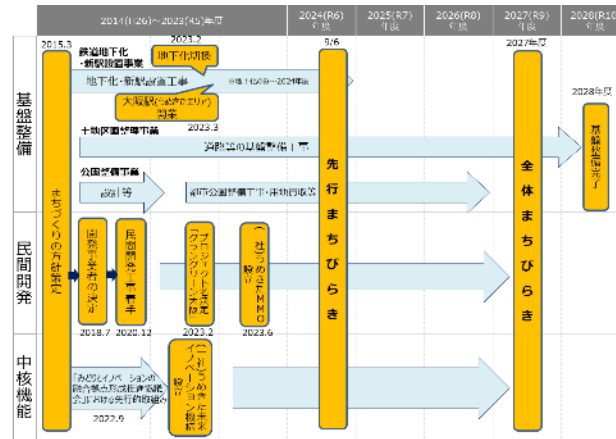 2014(H26)～2023(R5)年度
2024(R6)
年度
2025(R7)
年度
2026(R8)
年度
2027(R9)
年度
2028(R10)
年度
2015.3
鉄道地下化
・新駅設置事業
2023.2
地下化切換
9/6
2027年度
2028年度
地下化・新駅設置工事
大阪駅(うめきたエリア)
開業
2023.3
基盤整備
土地区画整理事業
道路等の基盤整備工事
基盤整備完了
公園整備事業
設計等
都市公園整備工事・用地買収等
まちづくりの方針策定
先行まちびらき
全体まちびらき
民間開発
開発事業者の決定
民間開発工事着手
プロジェクト名決定
「グラングリーン大阪」
(一社)うめきたMMO
設立
2018.7
2020.12
2023.2
2023.6
中核機能
「みどりとイノベーションの
融合拠点形成推進協議
会」における先行的取組み
2022.9
(一社)うめきた未来
イノベーション機構
設立